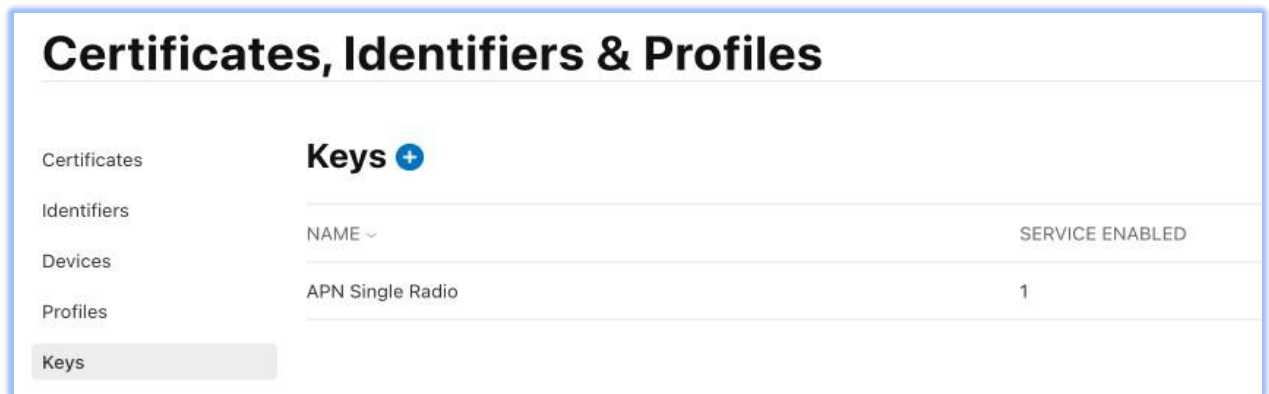 Certificates, Identifiers & Profiles
Certificates
Identifiers
Devices
Profiles
Keys
Keys
NAME
SERVICE ENABLED
APN Single Radio
1